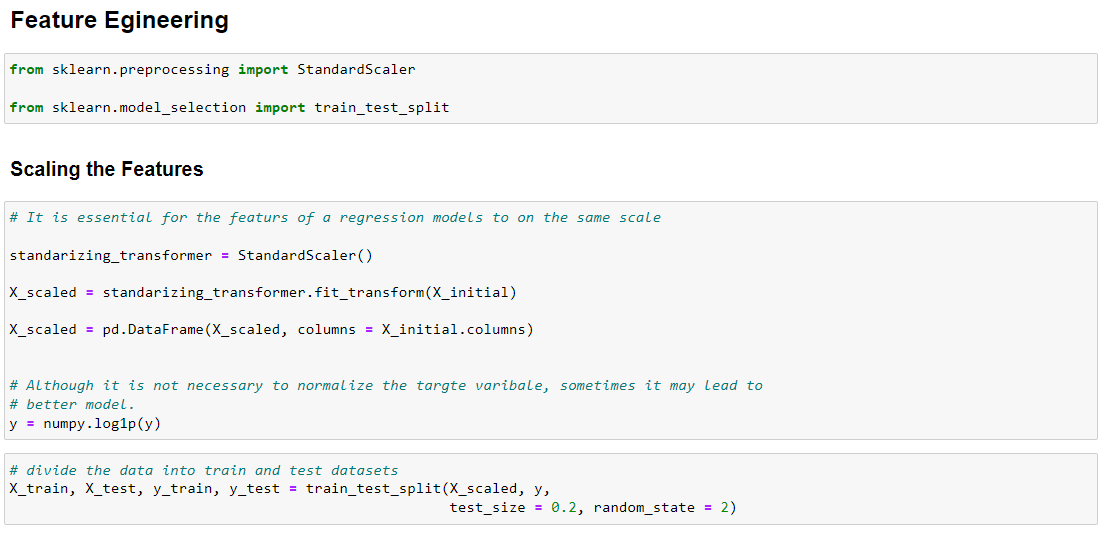 Feature Egineering
from sklearn.preprocessing import StandardScaler
from sklearn.model_selection import train_test_split
Scaling the Features
# It is essential for the featurs of a regression models to on the same scale
standarizing_transformer = StandardScaler()
X_scaled = standarizing_transformer.fit_transform(X_initial)
X_scaled = pd.DataFrame(X_scaled, columns = X_initial.columns)
# Although it is not necessary to normalize the targte varibale, sometimes it may lead to
# better model.
y = numpy.log1p(y)
# divide the data into train and test datasets
X_train, X_test, y_train, y_test = train_test_split(X_scaled, y,
test_size = 0.2, random_state = 2)